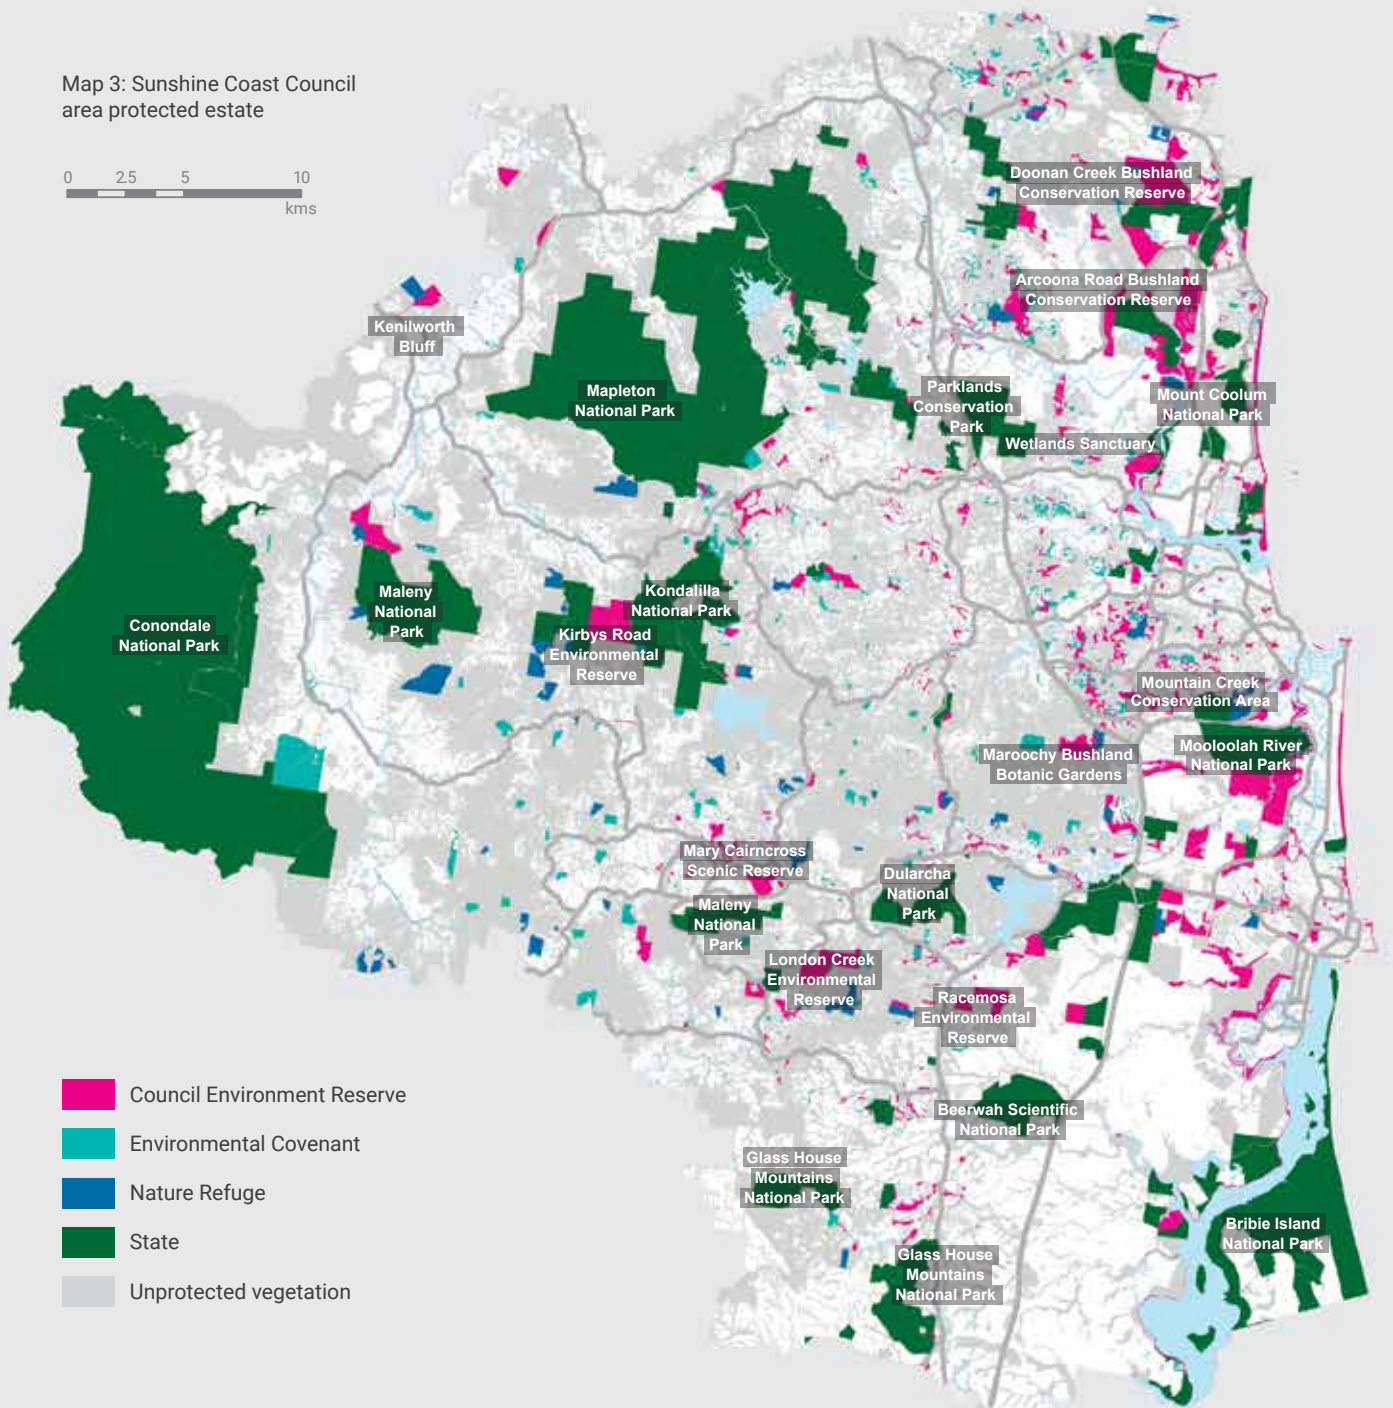 Map 3: Sunshine Coast Council
area protected estate
0 2.5 5 10
kms
Doonan Creek Bushland
Conservation Reserve
Arcoona Road Bushland
Conservation Reserve
Kenilworth
Bluff
Mapleton
National Park
Parklands
Conservation
Park
Mount Coolum
National Park
Wetlands Sanctuary
Maleny
National
Park
Kondalilla
National Park
Conondale
National Park
Kirbys Road
Environmental
Reserve
Mountain Creek
Conservation Area
Maroochy Bushland
Botanic Gardens
Mooloolah River
National Park
Mary Cairncross
Scenic Reserve
Dularcha
National
Park
Maleny
National
Park
London Creek
Environmental
Reserve
Racemosa
Environmental
Reserve
Beerwah Scientific
National Park
Glass House
Mountains
National Park
Bribie Island
National Park
Glass House
Mountains
National Park
Council Environment Reserve
Environmental Covenant
Nature Refuge
State
Unprotected vegetation